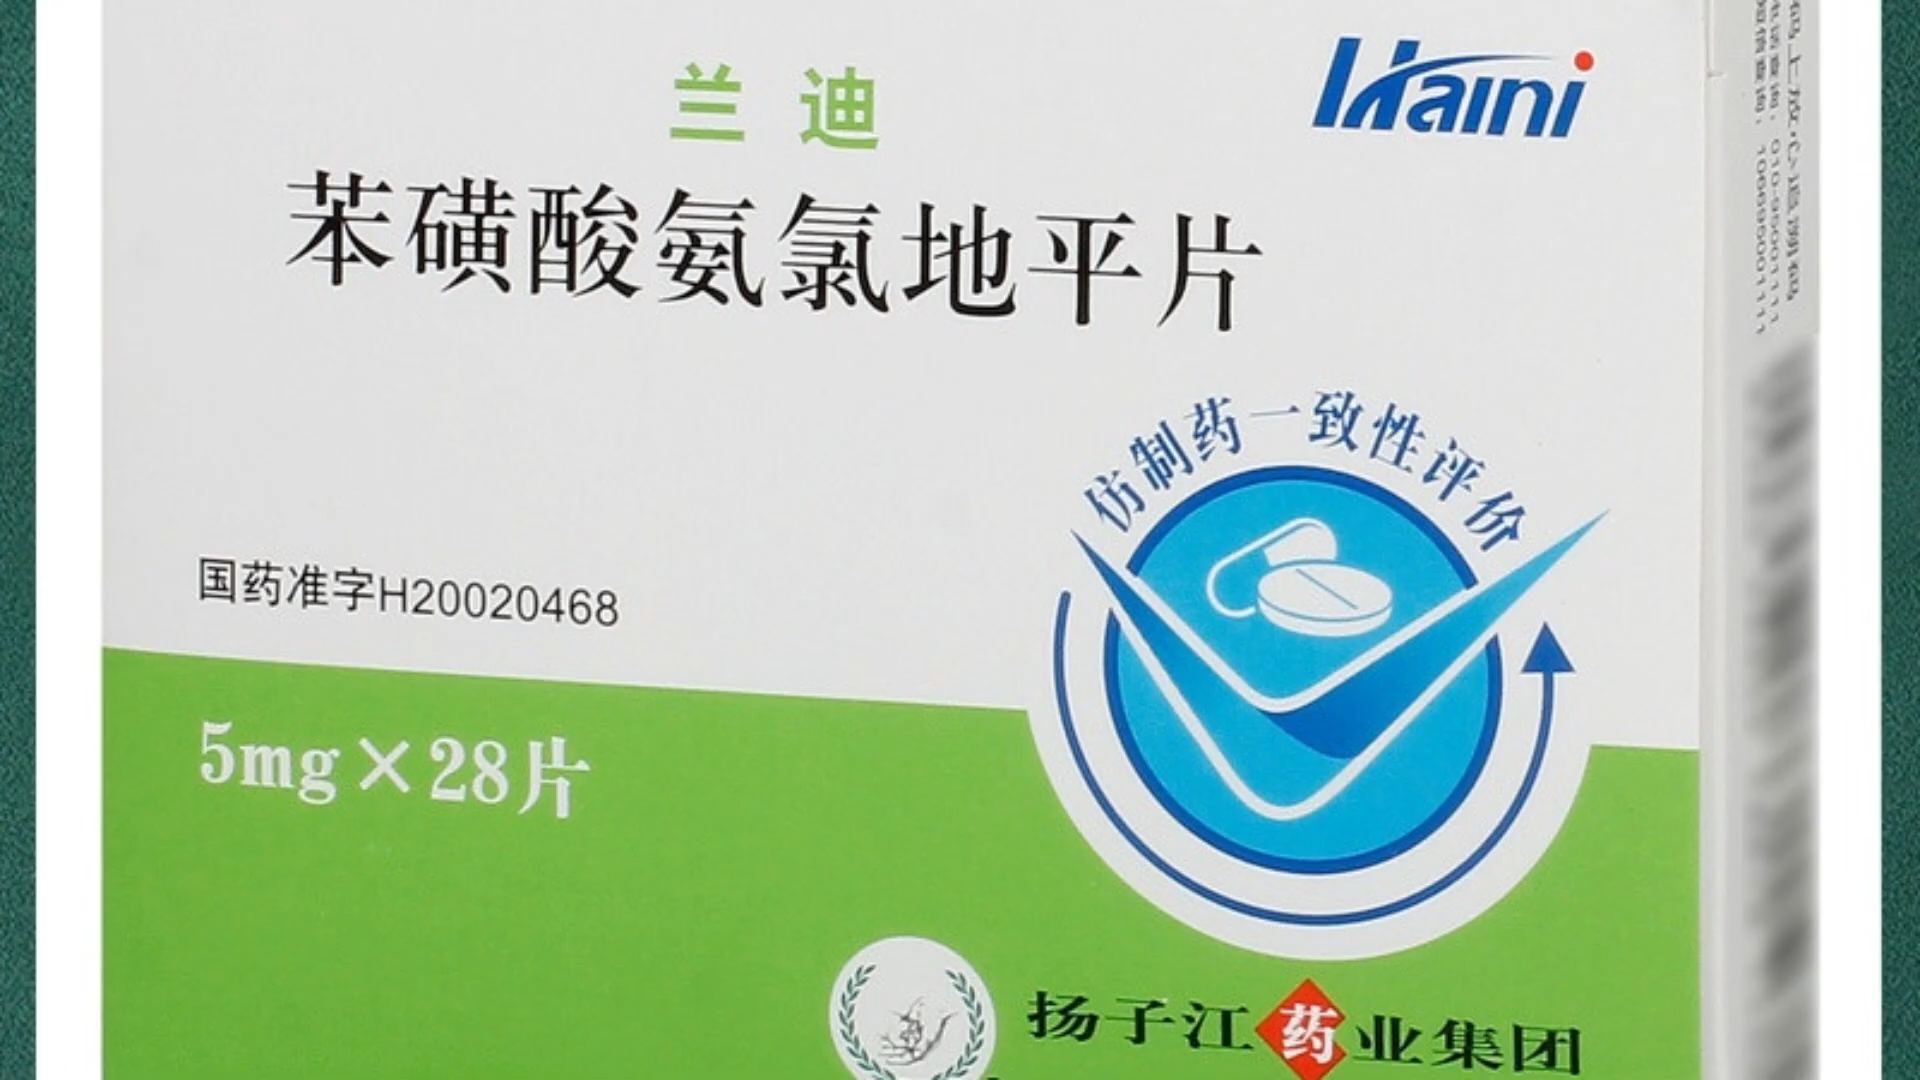 兰迪
Haini
苯磺酸氨氯地平片
仿制药一致性评价
国药准字H20020468
5mg×28片
扬子江药业集团